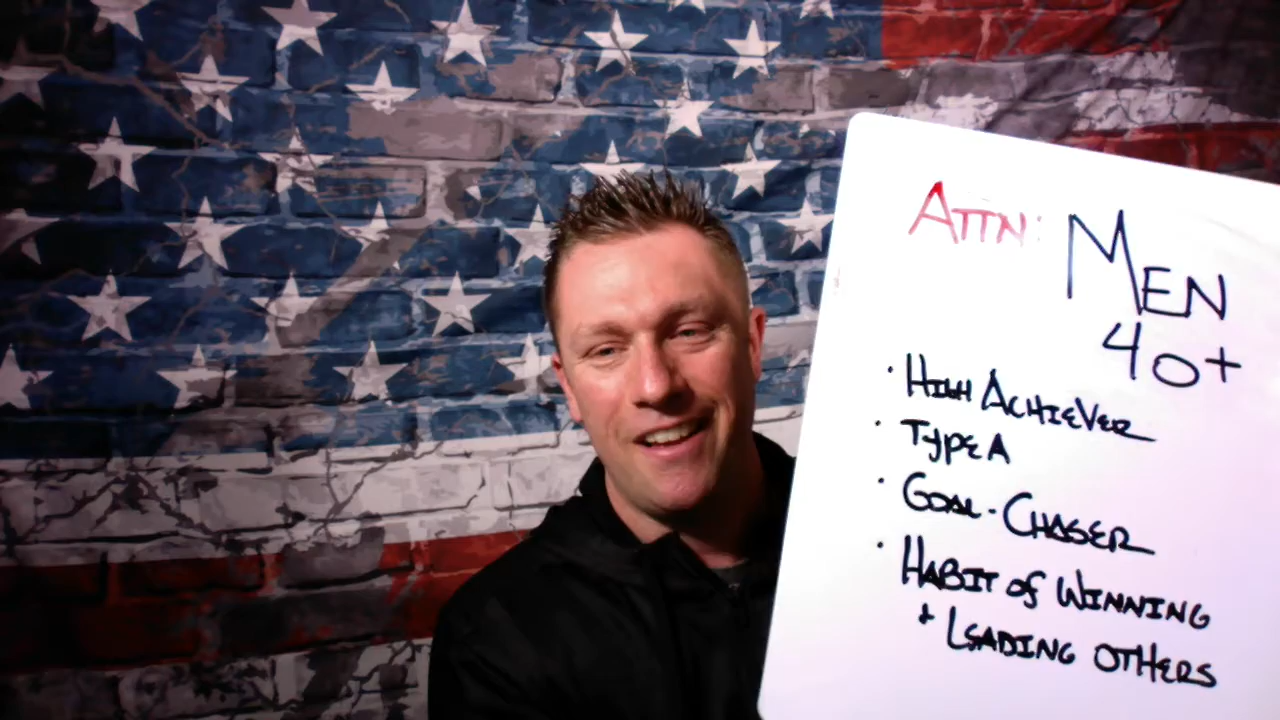 ATTN: MEN
40+
• HIGH ACHIEVER
• TYPE A
• GOAL-CHASER
• HABIT of WINNING
+ LEADING OTHERS